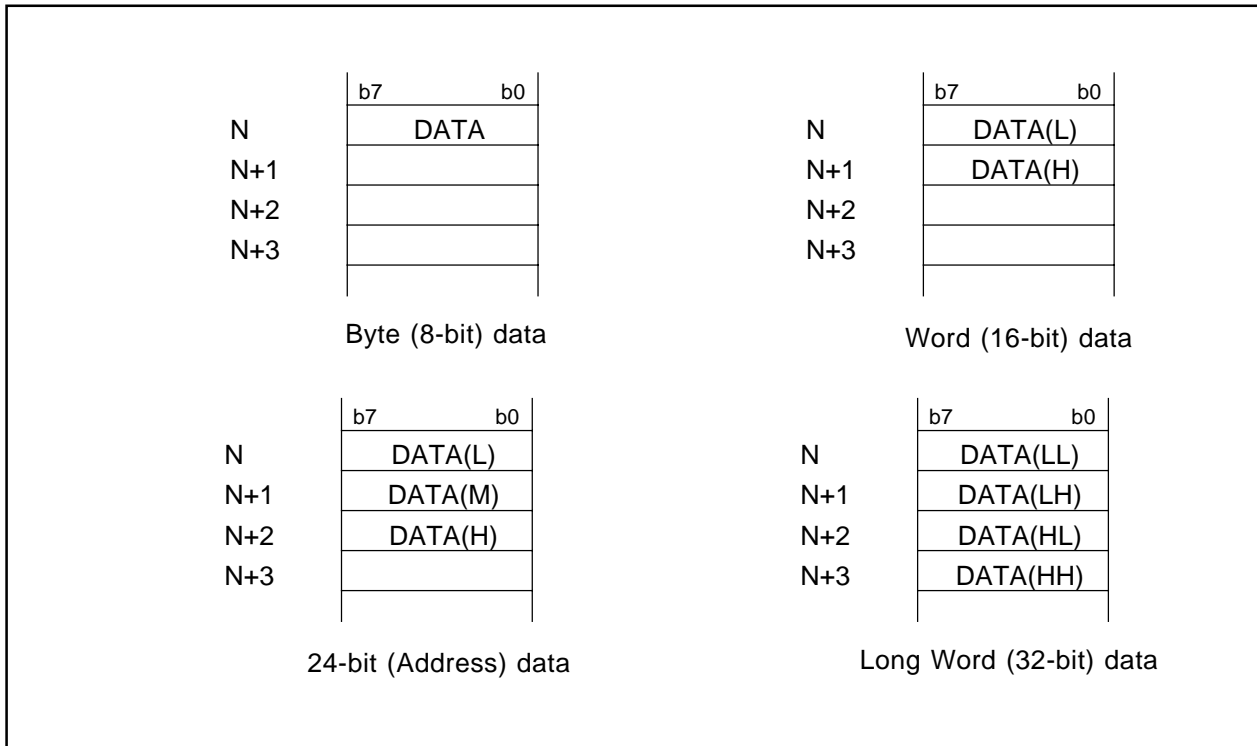 b7 b0
N DATA
N+1
N+2
N+3
Byte (8-bit) data
b7 b0
N DATA(L)
N+1 DATA(H)
N+2
N+3
Word (16-bit) data
b7 b0
N DATA(L)
N+1 DATA(M)
N+2 DATA(H)
N+3
24-bit (Address) data
b7 b0
N DATA(LL)
N+1 DATA(LH)
N+2 DATA(HL)
N+3 DATA(HH)
Long Word (32-bit) data